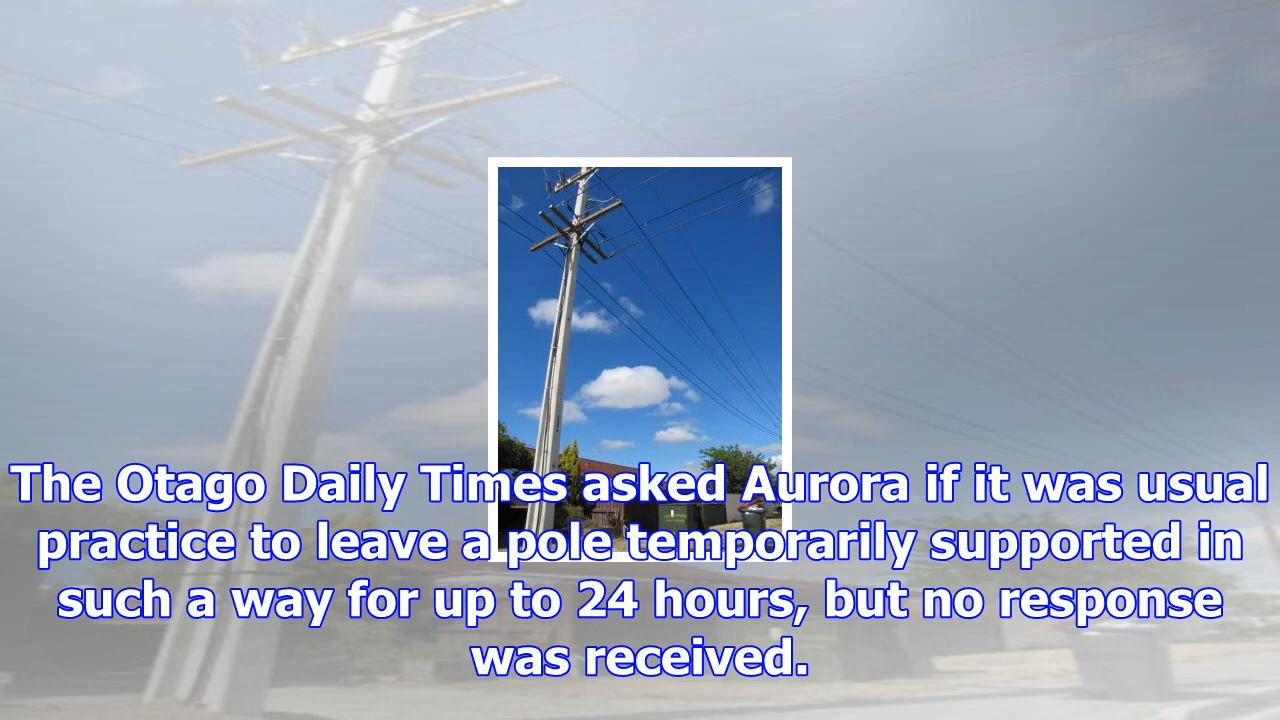 The Otago Daily Times asked Aurora if it was usual
practice to leave a pole temporarily supported in
such a way for up to 24 hours, but no response
was received.